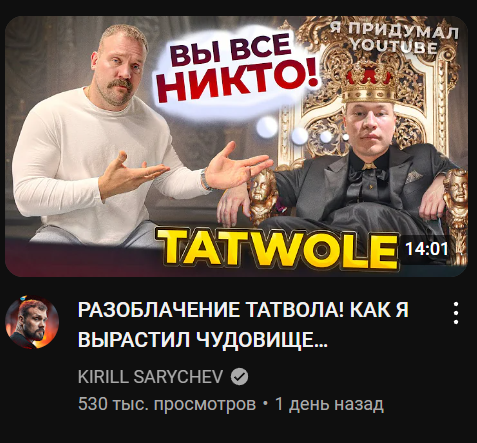 Я ПРИДУМАЛ
YOUTUBE
ВЫ ВСЕ
НИКТО!
TATWOLE
14:01
РАЗОБЛАЧЕНИЕ ТАТВОЛА! КАК Я
ВЫРАСТИЛ ЧУДОВИЩЕ...
KIRILL SARYCHEV
530 тыс. просмотров • 1 день назад